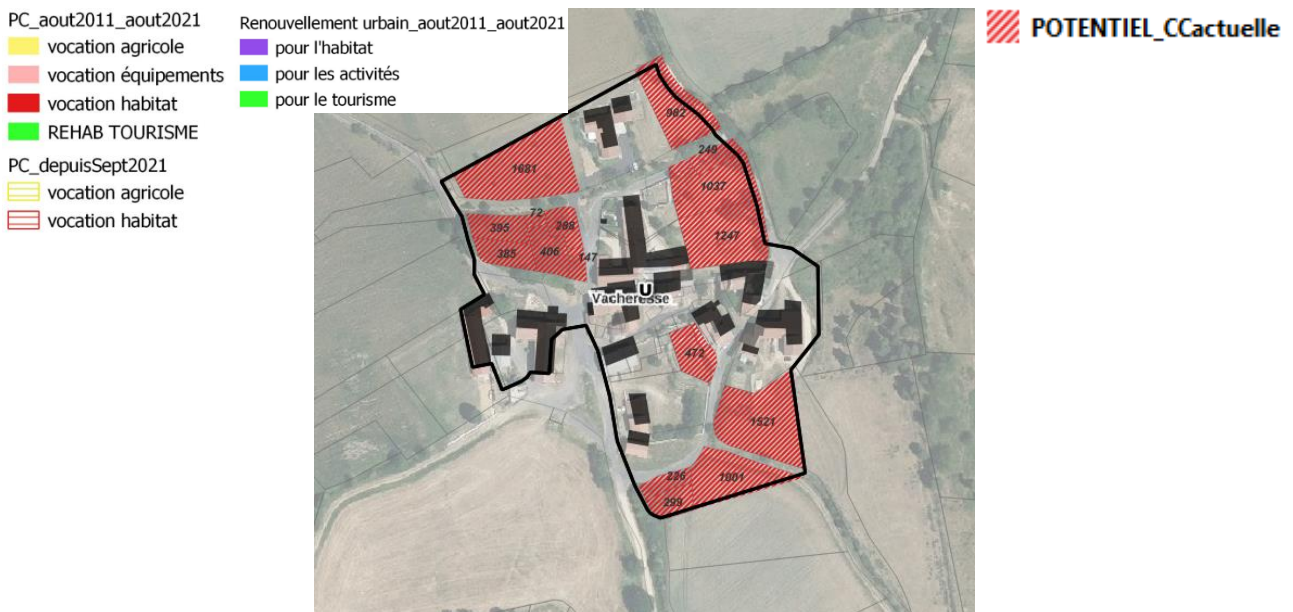 PC_aout2011_aout2021
vocation agricole
vocation équipements
vocation habitat
REHAB TOURISME
PC_depuisSept2021
vocation agricole
vocation habitat
Renouvellement urbain_aout2011_aout2021
pour l'habitat
pour les activités
pour le tourisme
POTENTIEL_CCactuelle
982
249
1681
1037
72
395
288
1247
385
406
147
U
Vacheresse
472
1521
226
1001
299